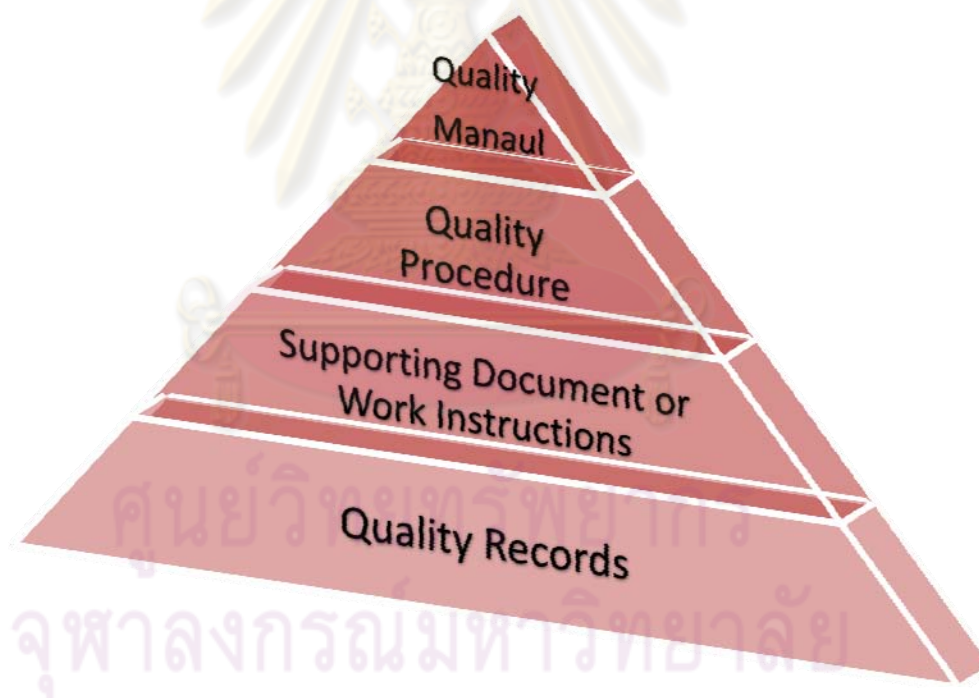 Quality
Manaul
Quality
Procedure
Supporting Document or
Work Instructions
Quality Records
ศูนย์วิทยทรัพยากร
จุฬาลงกรณ์มหาวิทยาลัย